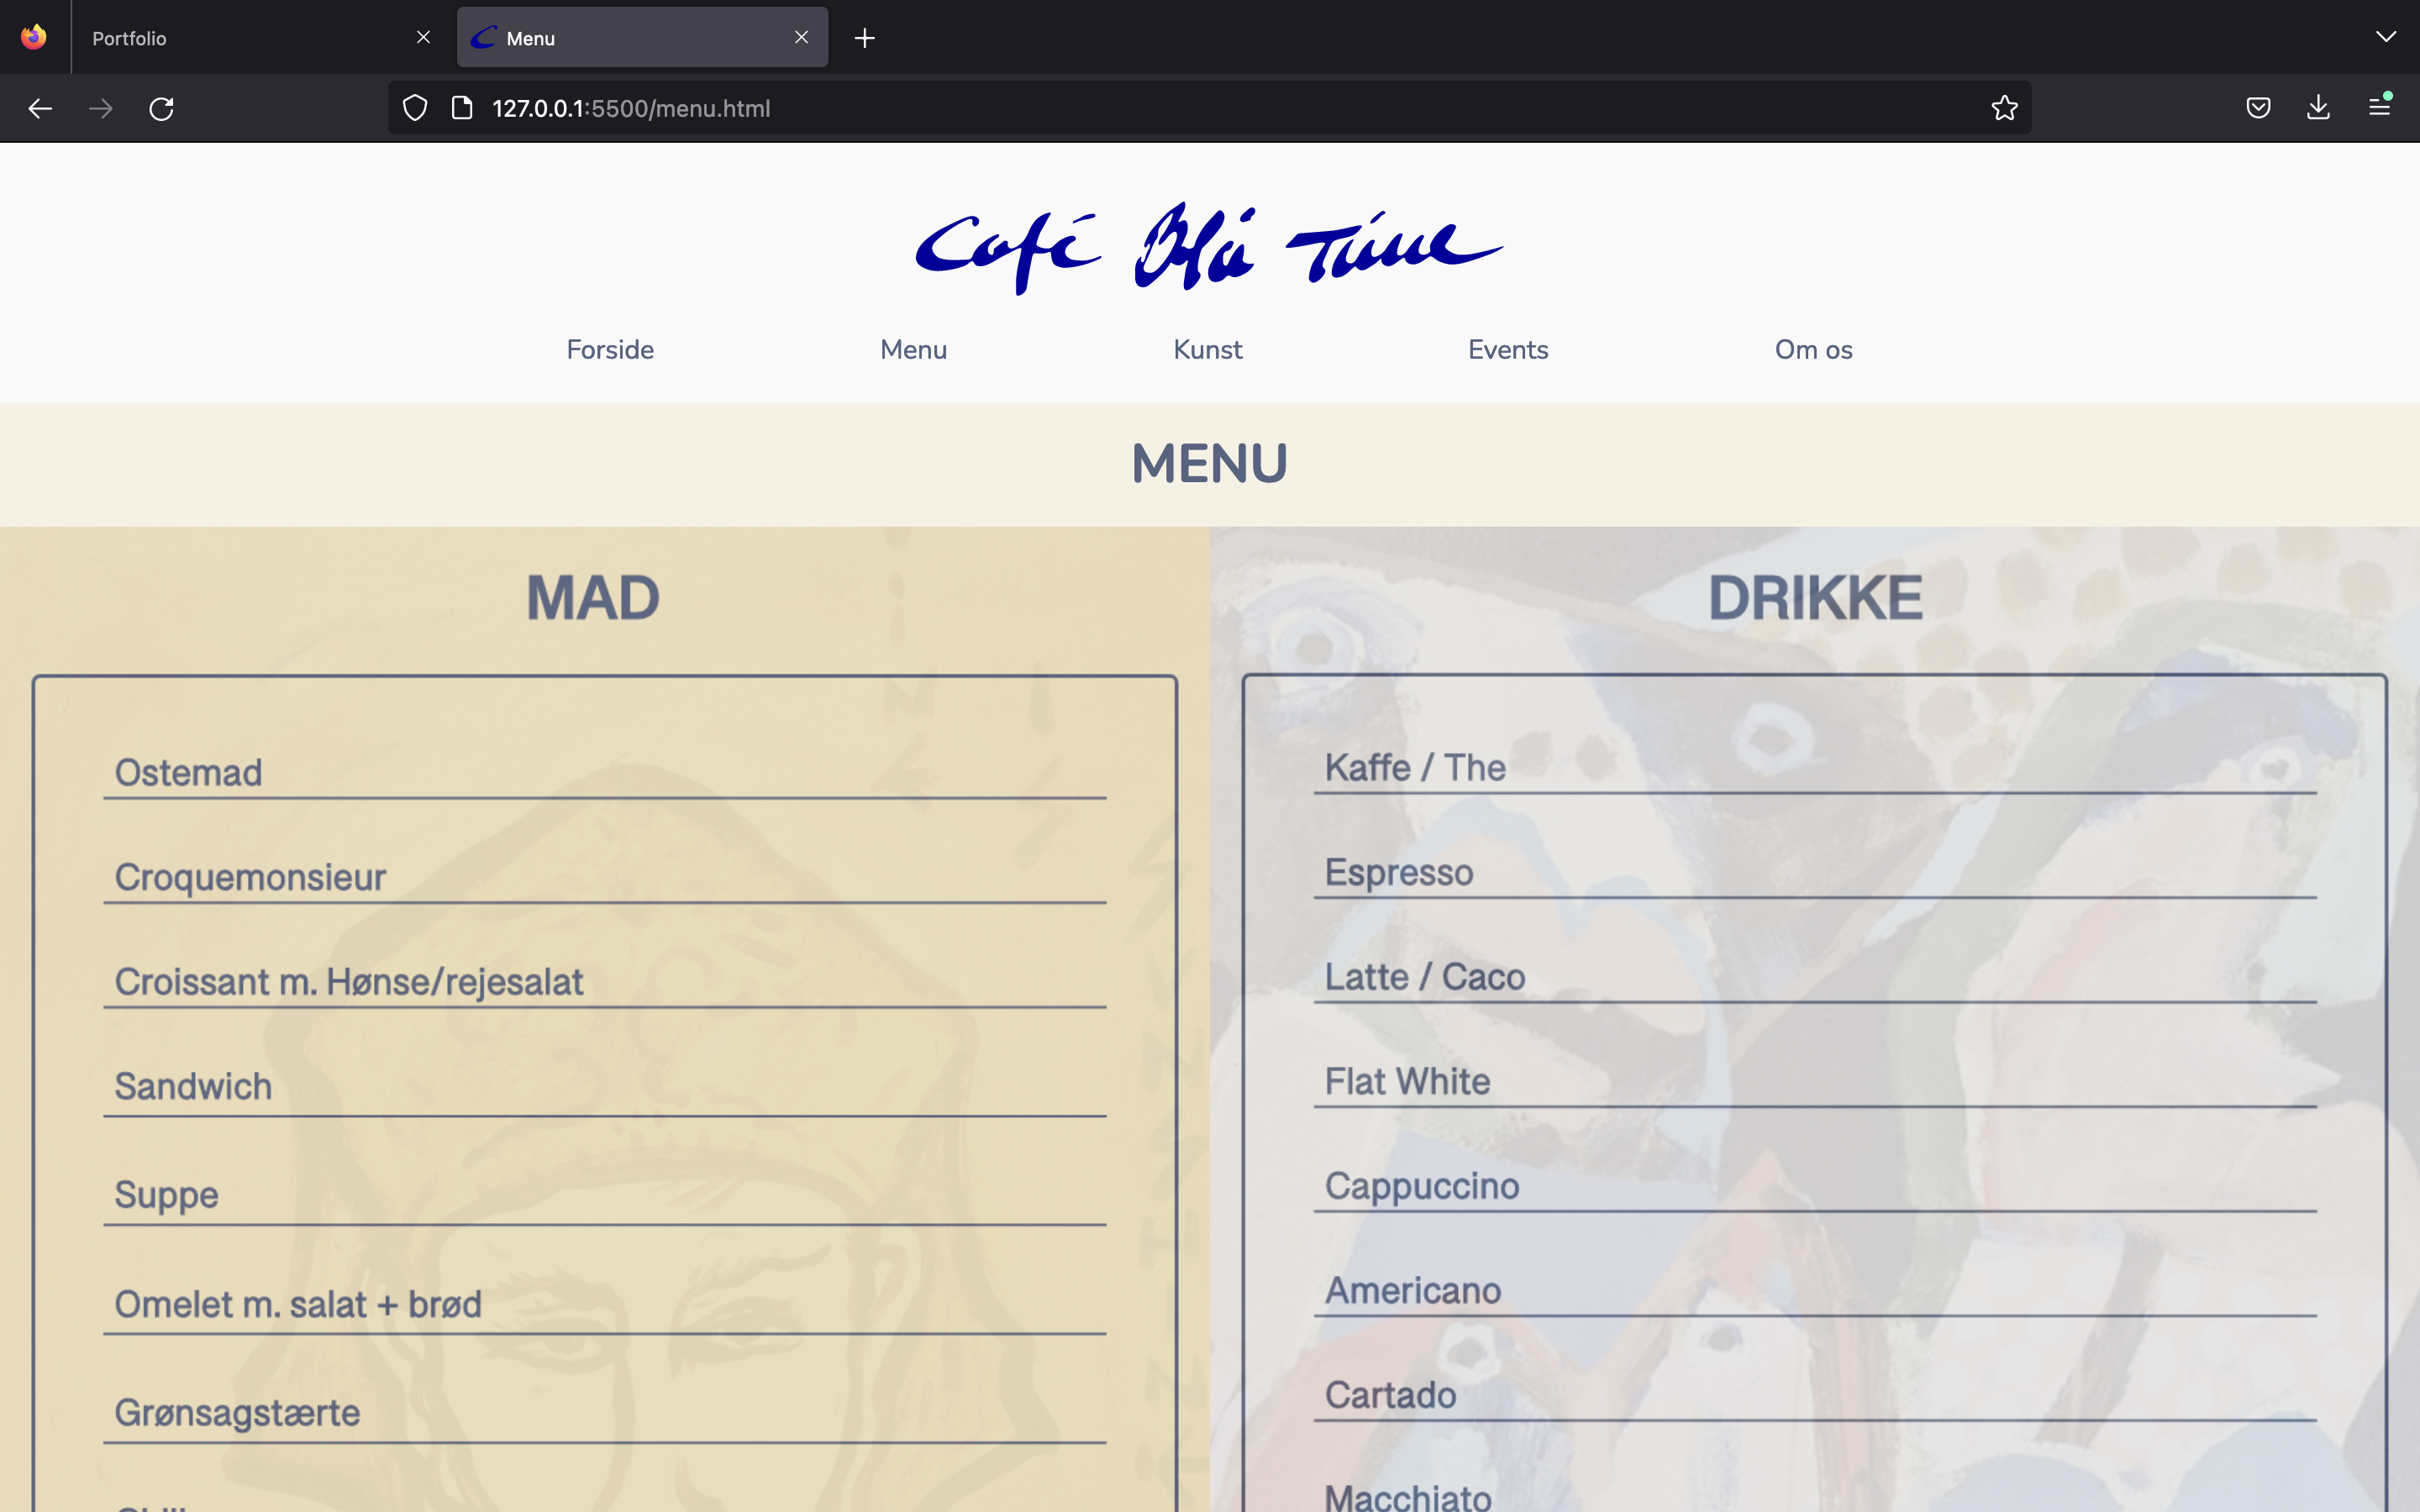 Portfolio
Menu
127.0.0.1:5500/menu.html
Café Blå Time
Forside
Menu
Kunst
Events
Om os
MENU
MAD
Ostemad
Croquemonsieur
Croissant m. Hønse/rejesalat
Sandwich
Suppe
Omelet m. salat + brød
Grønsagstærte
DRIKKE
Kaffe / The
Espresso
Latte / Caco
Flat White
Cappuccino
Americano
Cartado
Macchiato